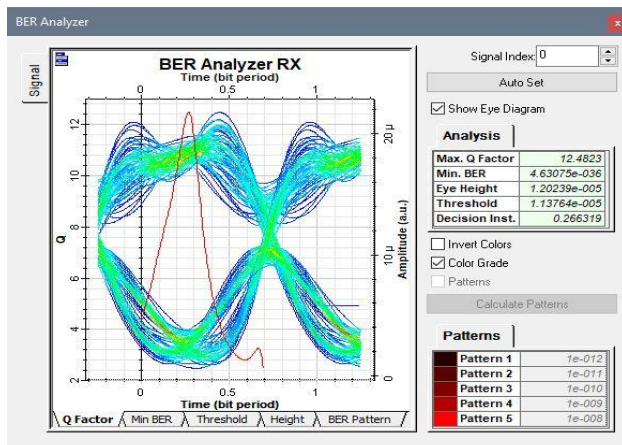 BER Analyzer
x
Signal
BER Analyzer RX
Time (bit period)
0 0.5 1
12
10
8
6
4
2
Q
20 µ
10 µ
0
Amplitude (a.u.)
0 0.5 1
Time (bit period)
Q Factor Min BER Threshold Height BER Pattern
Signal Index: 0
Auto Set
Show Eye Diagram
Analysis
Max. Q Factor 12.4823
Min. BER 4.63075e-036
Eye Height 1.20239e-005
Threshold 1.13764e-005
Decision Inst. 0.266319
Invert Colors
Color Grade
Patterns
Calculate Patterns
Patterns
Pattern 1 1e-012
Pattern 2 1e-011
Pattern 3 1e-010
Pattern 4 1e-009
Pattern 5 1e-008